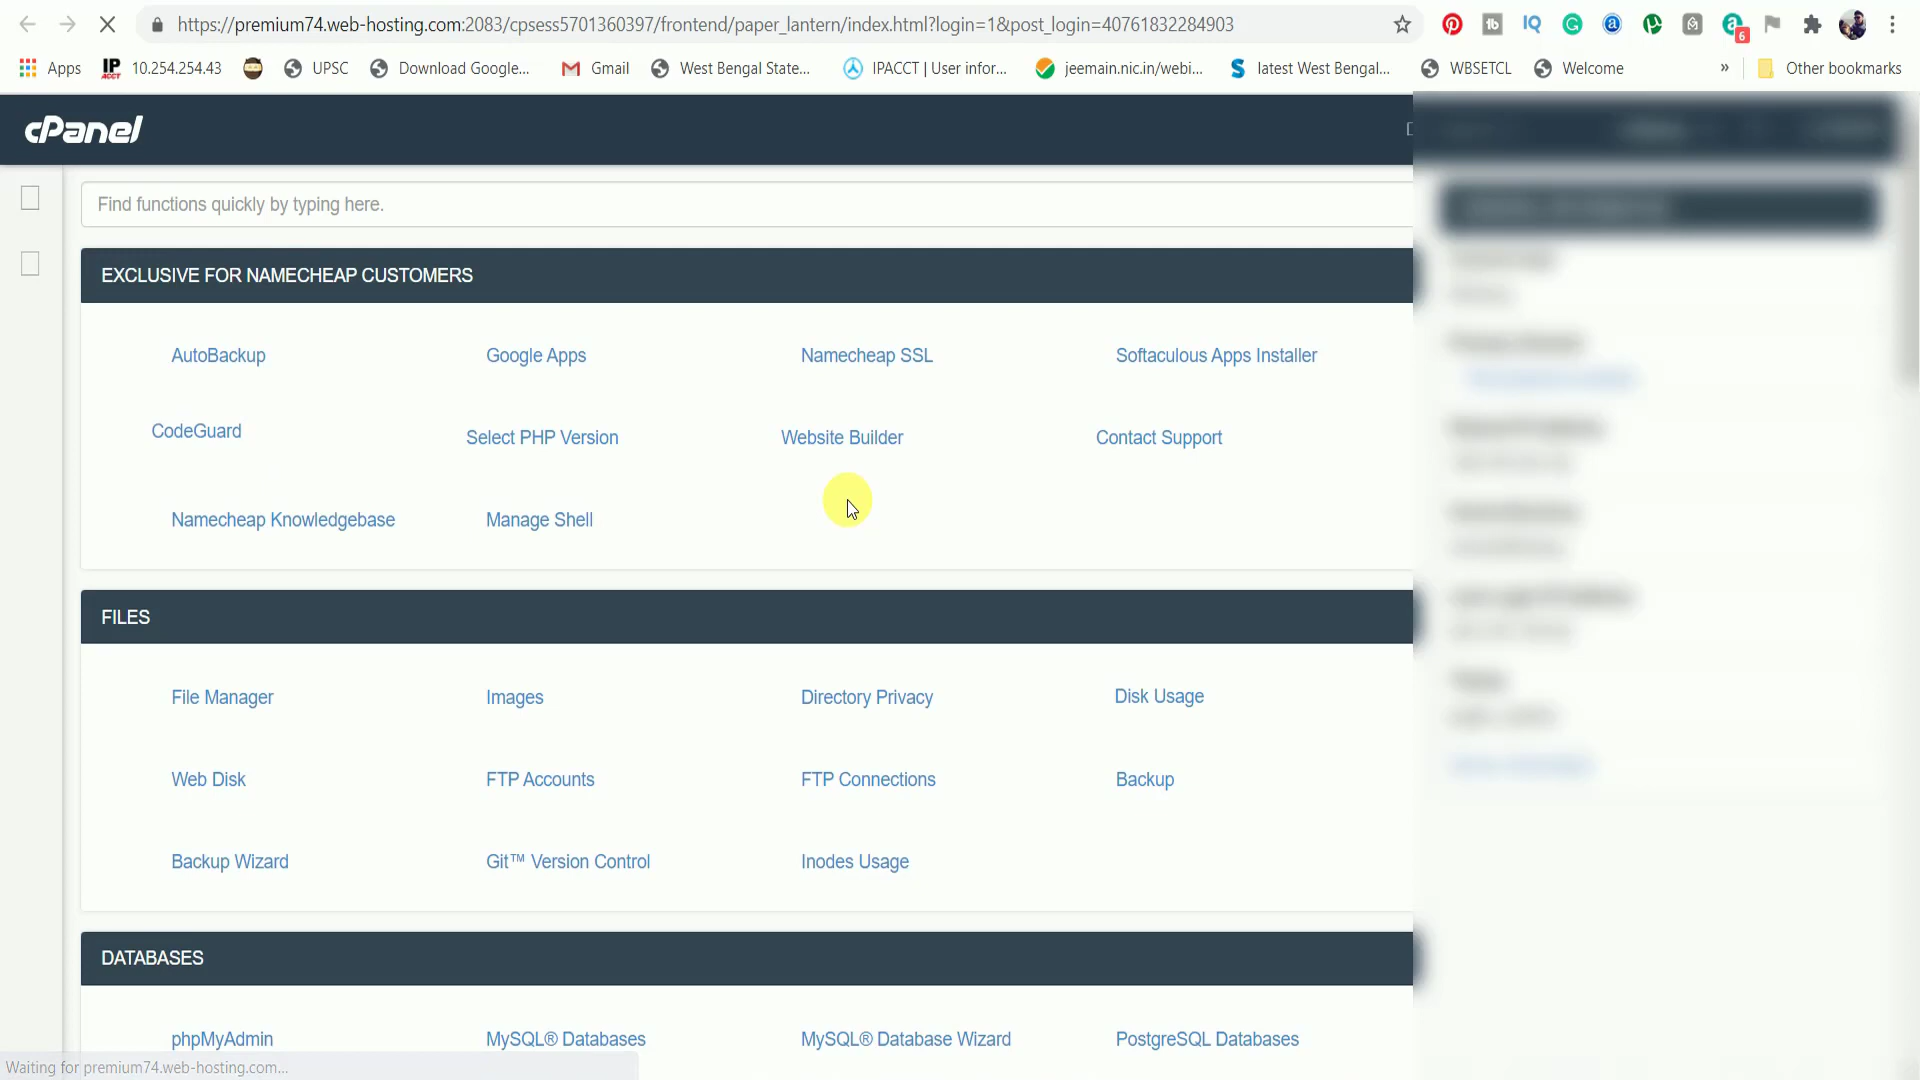 https://premium74.web-hosting.com:2083/cpsess5701360397/frontend/paper_lantern/index.html?login=1&post_login=40761832284903
6
Apps IP ACCT 10.254.254.43 UPSC Download Google... Gmail West Bengal State... IPACCT | User infor... jeemain.nic.in/webi... latest West Bengal... WBSETCL Welcome » Other bookmarks
cPanel
Find functions quickly by typing here.
EXCLUSIVE FOR NAMECHEAP CUSTOMERS
AutoBackup Google Apps Namecheap SSL Softaculous Apps Installer
CodeGuard Select PHP Version Website Builder Contact Support
Namecheap Knowledgebase Manage Shell
FILES
File Manager Images Directory Privacy Disk Usage
Web Disk FTP Accounts FTP Connections Backup
Backup Wizard Git™ Version Control Inodes Usage
DATABASES
phpMyAdmin MySQL® Databases MySQL® Database Wizard PostgreSQL Databases
Waiting for premium74.web-hosting.com...